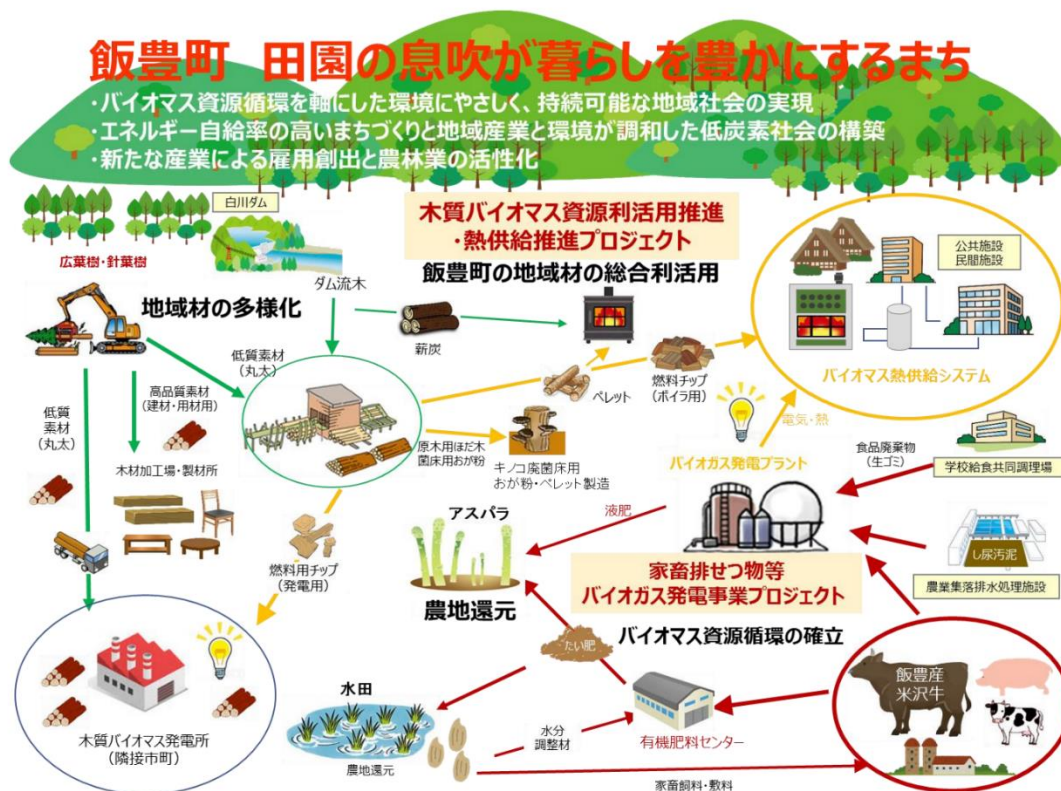 飯豊町　田園の息吹が暮らしを豊かにするまち
・バイオマス資源循環を軸にした環境にやさしく、持続可能な地域社会の実現
・エネルギー自給率の高いまちづくりと地域産業と環境が調和した低炭素社会の構築
・新たな産業による雇用創出と農林業の活性化
白川ダム
広葉樹・針葉樹
ダム流木
木質バイオマス資源利活用推進
・熱供給推進プロジェクト
飯豊町の地域材の総合利活用
公共施設
民間施設
地域材の多様化
薪炭
低質素材
（丸太）
高品質素材
（建材・用材用）
低質
素材
（丸太）
ペレット
燃料チップ
（ボイラ用）
バイオマス熱供給システム
原木用ほだ木
菌床用おが粉
キノコ廃菌床用
おが粉・ペレット製造
電気・熱
バイオガス発電プラント
食品廃棄物
（生ゴミ）
学校給食共同調理場
木材加工場・製材所
燃料用チップ
（発電用）
アスパラ
液肥
農地還元
し尿汚泥
農業集落排水処理施設
家畜排せつ物等
バイオガス発電事業プロジェクト
バイオマス資源循環の確立
たい肥
飯豊産
米沢牛
水田
農地還元
水分
調整材
有機肥料センター
家畜飼料・敷料
木質バイオマス発電所
（隣接市町）